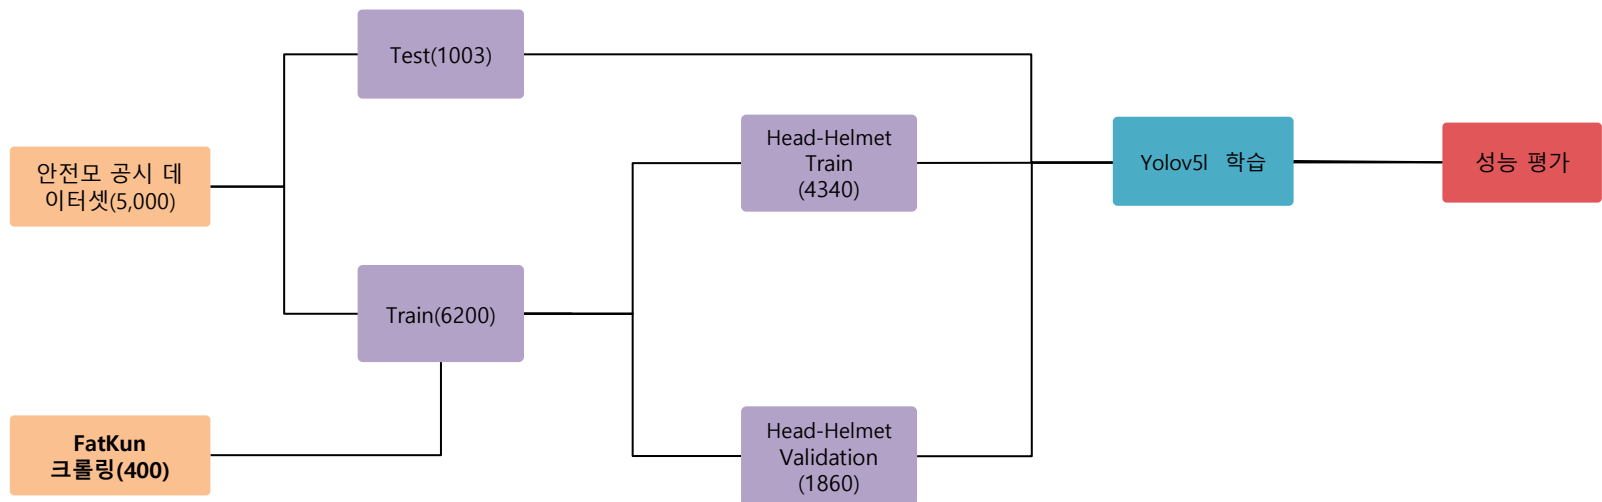 Test(1003)
안전모 공시 데
이터셋(5,000)
Head-Helmet
Train
(4340)
Yolov5l 학습
성능 평가
Train(6200)
FatKun
크롤링(400)
Head-Helmet
Validation
(1860)